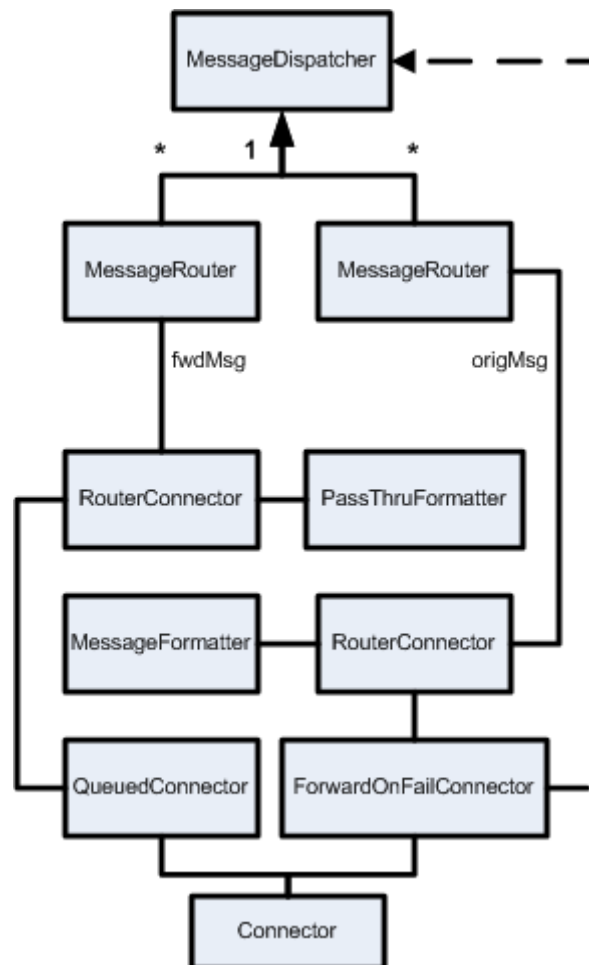 MessageDispatcher
* 1 *
MessageRouter MessageRouter
fwdMsg origMsg
RouterConnector PassThruFormatter
MessageFormatter RouterConnector
QueuedConnector ForwardOnFailConnector
Connector